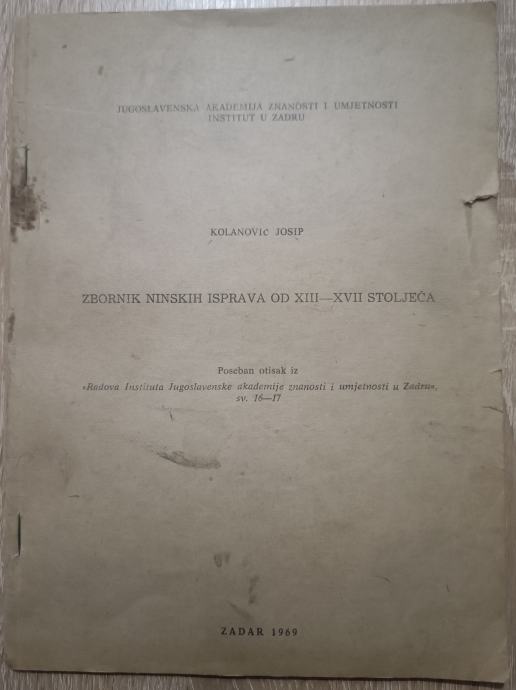 JUGOSLAVENSKA AKADEMIJA ZNANOSTI I UMJETNOSTI
INSTITUT U ZADRU
KOLANOVIĆ JOSIP
ZBORNIK NINSKIH ISPRAVA OD XIII—XVII STOLJEĆA
Poseban otisak iz
»Radova Instituta Jugoslavenske akademije znanosti i umjetnosti u Zadru«,
sv. 16—17
ZADAR 1969